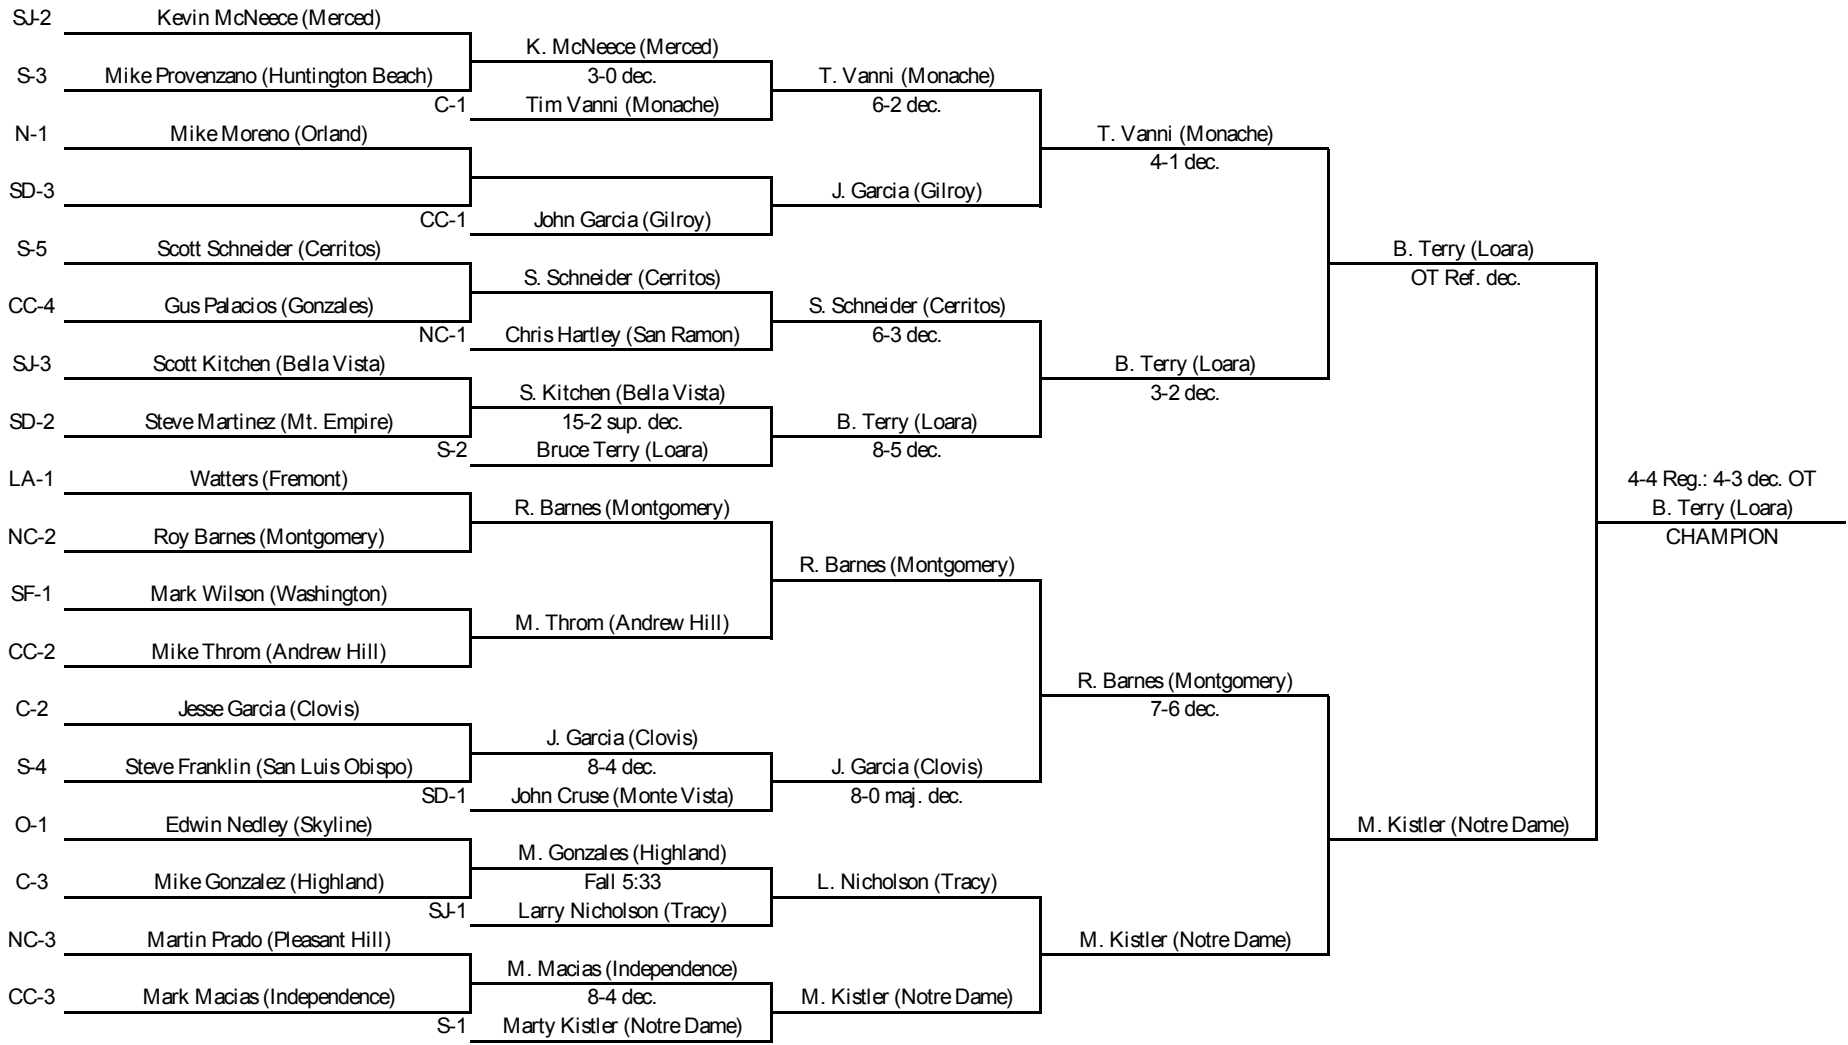 SJ-2 Kevin McNeece (Merced)
K. McNeece (Merced)
S-3 Mike Provenzano (Huntington Beach) 3-0 dec. T. Vanni (Monache)
C-1 Tim Vanni (Monache) 6-2 dec.
N-1 Mike Moreno (Orland) T. Vanni (Monache)
4-1 dec.
SD-3 J. Garcia (Gilroy)
CC-1 John Garcia (Gilroy)
S-5 Scott Schneider (Cerritos) B. Terry (Loara)
S. Schneider (Cerritos) OT Ref. dec.
CC-4 Gus Palacios (Gonzales) S. Schneider (Cerritos)
NC-1 Chris Hartley (San Ramon) 6-3 dec.
SJ-3 Scott Kitchen (Bella Vista) B. Terry (Loara)
S. Kitchen (Bella Vista) 3-2 dec.
SD-2 Steve Martinez (Mt. Empire) 15-2 sup. dec. B. Terry (Loara)
S-2 Bruce Terry (Loara) 8-5 dec.
LA-1 Watters (Fremont) 4-4 Reg.: 4-3 dec. OT
R. Barnes (Montgomery) B. Terry (Loara)
NC-2 Roy Barnes (Montgomery) CHAMPION
R. Barnes (Montgomery)
SF-1 Mark Wilson (Washington)
M. Throm (Andrew Hill)
CC-2 Mike Throm (Andrew Hill)
R. Barnes (Montgomery)
C-2 Jesse Garcia (Clovis) 7-6 dec.
J. Garcia (Clovis)
S-4 Steve Franklin (San Luis Obispo) 8-4 dec. J. Garcia (Clovis)
SD-1 John Cruse (Monte Vista) 8-0 maj. dec.
O-1 Edwin Nedley (Skyline) M. Kistler (Notre Dame)
M. Gonzales (Highland)
C-3 Mike Gonzalez (Highland) Fall 5:33 L. Nicholson (Tracy)
SJ-1 Larry Nicholson (Tracy)
NC-3 Martin Prado (Pleasant Hill) M. Kistler (Notre Dame)
M. Macias (Independence)
CC-3 Mark Macias (Independence) 8-4 dec. M. Kistler (Notre Dame)
S-1 Marty Kistler (Notre Dame)